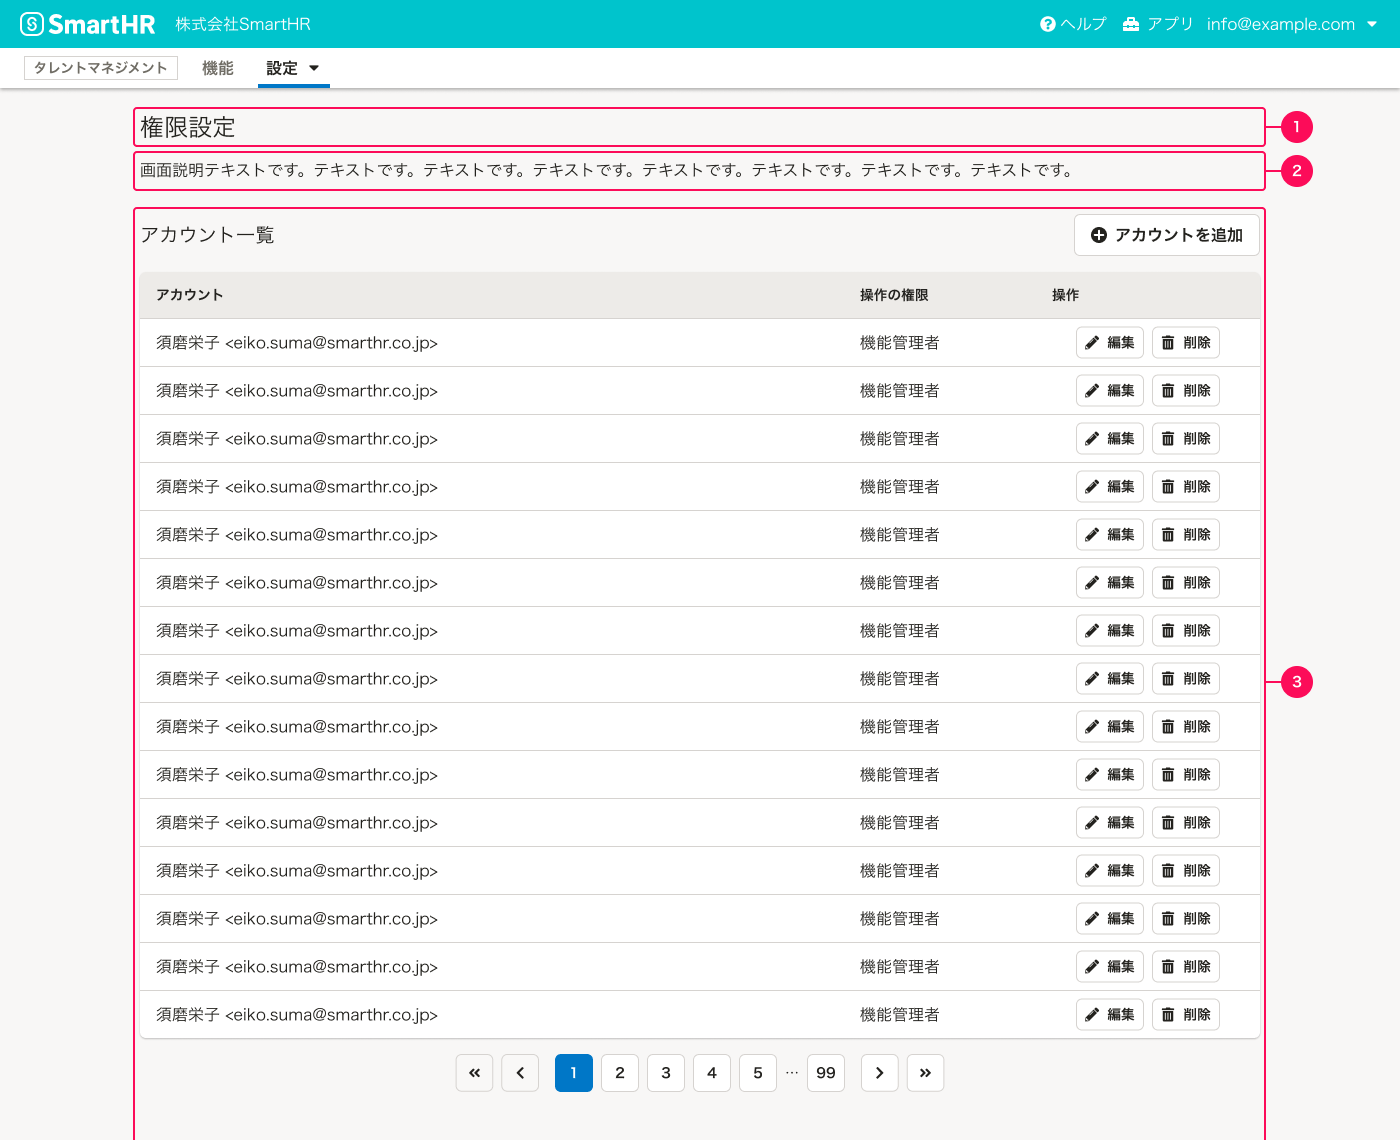 SmartHR 株式会社SmartHR ヘルプ アプリ info@example.com
タレントマネジメント 機能 設定
権限設定 1
画面説明テキストです。テキストです。テキストです。テキストです。テキストです。テキストです。テキストです。テキストです。 2
アカウント一覧 アカウントを追加
アカウント 操作の権限 操作
須磨栄子 <eiko.suma@smarthr.co.jp> 機能管理者 編集 削除
須磨栄子 <eiko.suma@smarthr.co.jp> 機能管理者 編集 削除
須磨栄子 <eiko.suma@smarthr.co.jp> 機能管理者 編集 削除
須磨栄子 <eiko.suma@smarthr.co.jp> 機能管理者 編集 削除
須磨栄子 <eiko.suma@smarthr.co.jp> 機能管理者 編集 削除
須磨栄子 <eiko.suma@smarthr.co.jp> 機能管理者 編集 削除
須磨栄子 <eiko.suma@smarthr.co.jp> 機能管理者 編集 削除
須磨栄子 <eiko.suma@smarthr.co.jp> 機能管理者 編集 削除 3
須磨栄子 <eiko.suma@smarthr.co.jp> 機能管理者 編集 削除
須磨栄子 <eiko.suma@smarthr.co.jp> 機能管理者 編集 削除
須磨栄子 <eiko.suma@smarthr.co.jp> 機能管理者 編集 削除
須磨栄子 <eiko.suma@smarthr.co.jp> 機能管理者 編集 削除
須磨栄子 <eiko.suma@smarthr.co.jp> 機能管理者 編集 削除
須磨栄子 <eiko.suma@smarthr.co.jp> 機能管理者 編集 削除
須磨栄子 <eiko.suma@smarthr.co.jp> 機能管理者 編集 削除
« ‹ 1 2 3 4 5 … 99 › »